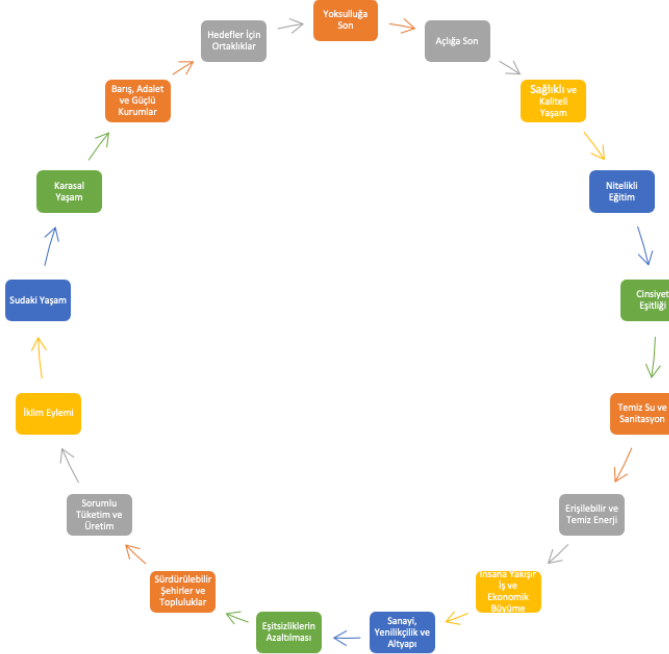 Yoksulluğa
Son
Açlığa Son
Sağlıklı ve
Kaliteli
Yaşam
Nitelikli
Eğitim
Cinsiyet
Eşitliği
Temiz Su ve
Sanitasyon
Erişilebilir ve
Temiz Enerji
İnsana Yakışır
İş ve
Ekonomik
Büyüme
Sanayi,
Yenilikçilik ve
Altyapı
Eşitsizliklerin
Azaltılması
Sürdürülebilir
Şehirler ve
Topluluklar
Sorumlu
Tüketim ve
Üretim
İklim Eylemi
Sudaki Yaşam
Karasal
Yaşam
Barış, Adalet
ve Güçlü
Kurumlar
Hedefler İçin
Ortaklıklar